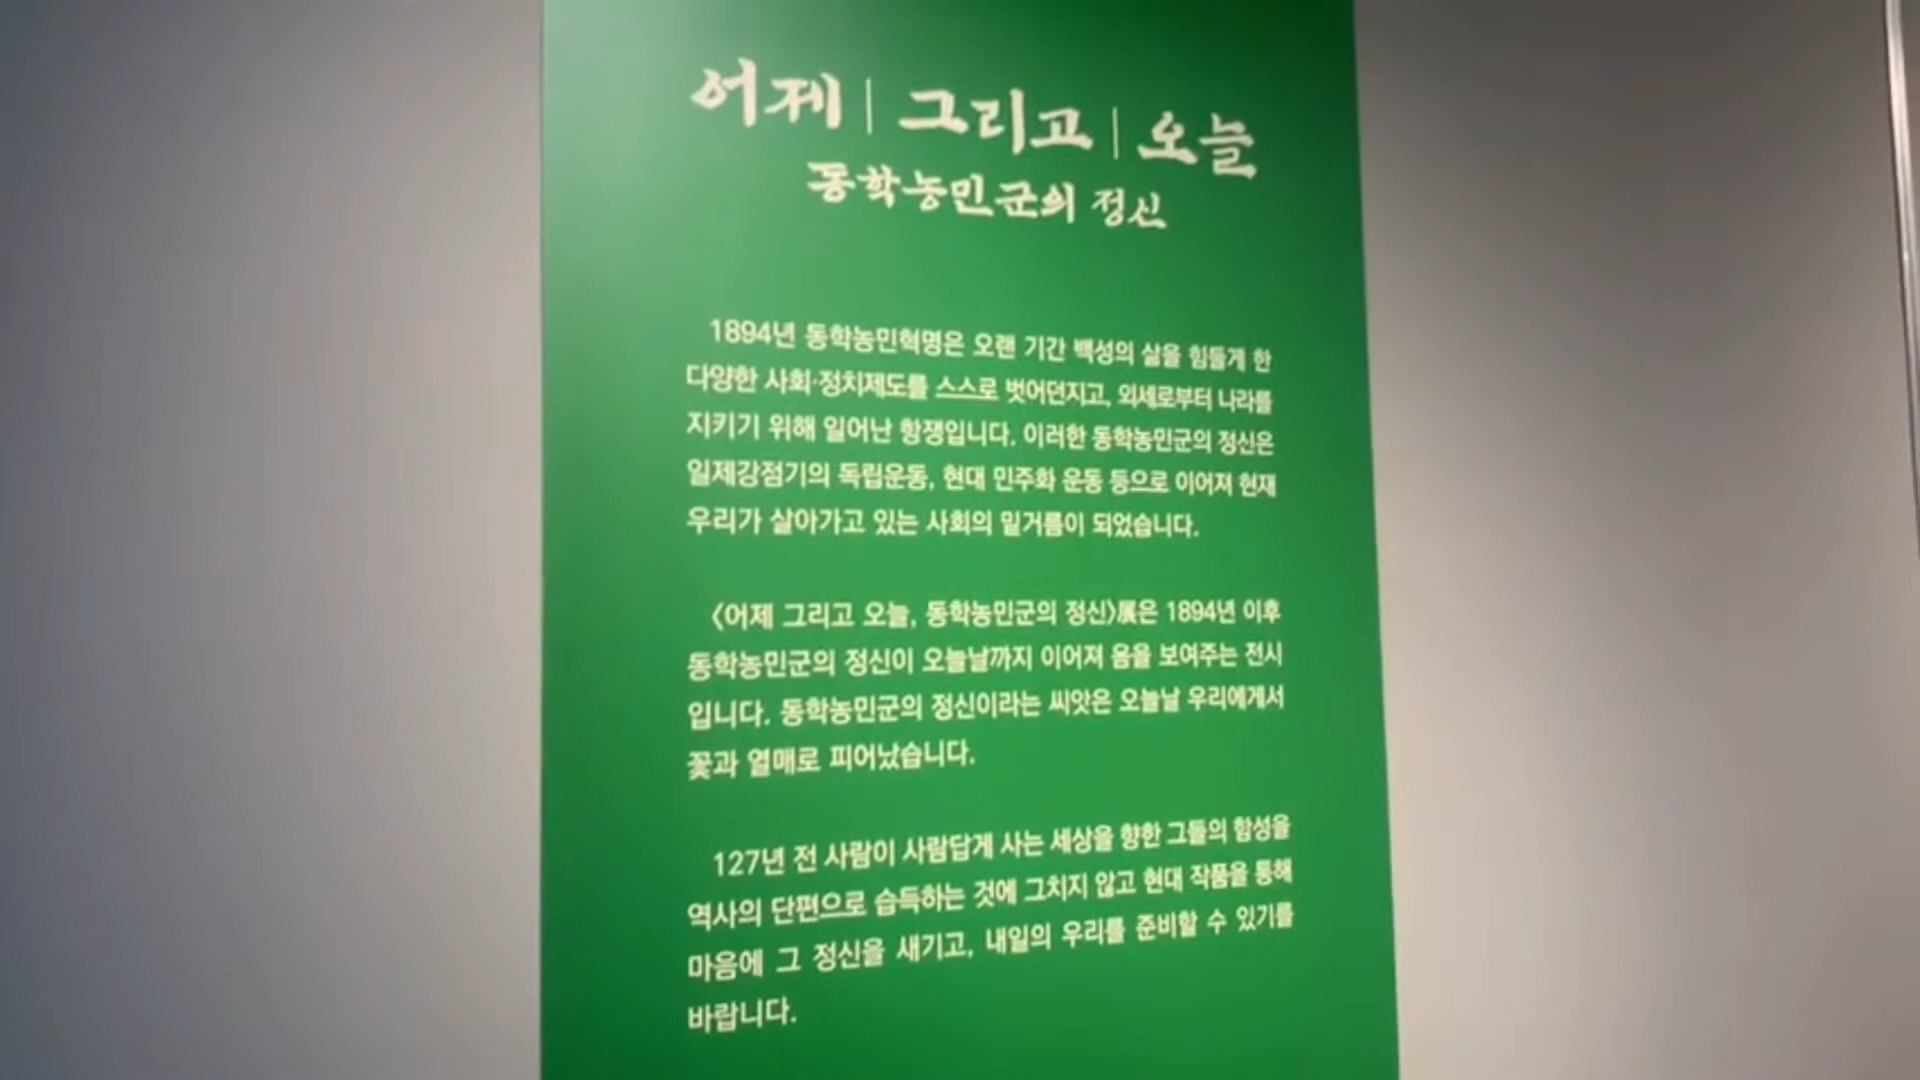 어제 | 그리고 | 오늘
동학농민군의 정신
1894년 동학농민혁명은 오랜 기간 백성의 삶을 힘들게 한
다양한 사회·정치제도를 스스로 벗어던지고, 외세로부터 나라를
지키기 위해 일어난 항쟁입니다. 이러한 동학농민군의 정신은
일제강점기의 독립운동, 현대 민주화 운동 등으로 이어져 현재
우리가 살아가고 있는 사회의 밑거름이 되었습니다.
〈어제 그리고 오늘, 동학농민군의 정신〉展은 1894년 이후
동학농민군의 정신이 오늘날까지 이어져 옴을 보여주는 전시
입니다. 동학농민군의 정신이라는 씨앗은 오늘날 우리에게서
꽃과 열매로 피어났습니다.
127년 전 사람이 사람답게 사는 세상을 향한 그들의 함성을
역사의 단편으로 습득하는 것에 그치지 않고 현대 작품을 통해
마음에 그 정신을 새기고, 내일의 우리를 준비할 수 있기를
바랍니다.